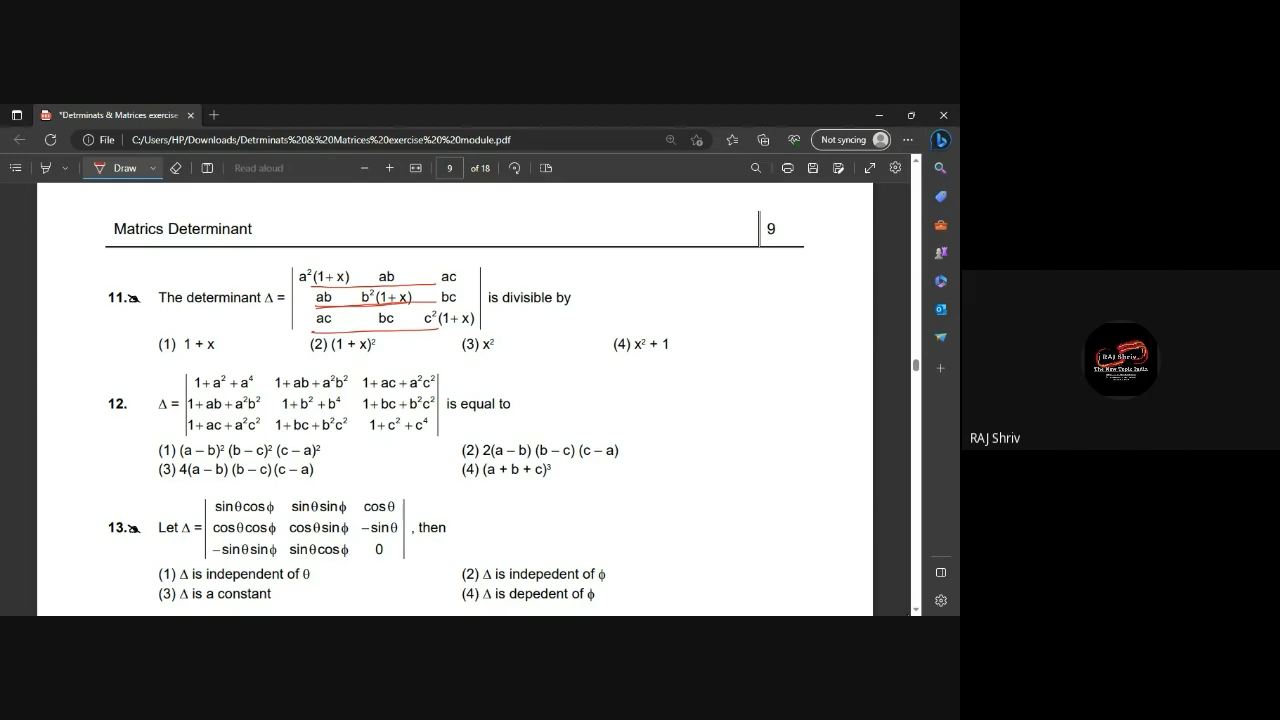 *Detrminats & Matrices exercise
File C:/Users/HP/Downloads/Detrminats%20&%20Matrices%20exercise%20%20module.pdf Not syncing
Draw Read aloud 9 of 18
Matrics Determinant 9
11. The determinant Δ = | a²(1+x) ab ac |
| ab b²(1+x) bc | is divisible by
| ac bc c²(1+x) |
(1) 1 + x (2) (1 + x)² (3) x² (4) x² + 1
12. Δ = | 1+a²+a⁴ 1+ab+a²b² 1+ac+a²c² |
| 1+ab+a²b² 1+b²+b⁴ 1+bc+b²c² | is equal to
| 1+ac+a²c² 1+bc+b²c² 1+c²+c⁴ |
(1) (a – b)² (b – c)² (c – a)² (2) 2(a – b) (b – c) (c – a)
(3) 4(a – b) (b – c) (c – a) (4) (a + b + c)³
13. Let Δ = | sinθcosϕ sinθsinϕ cosθ |
| cosθcosϕ cosθsinϕ –sinθ | , then
| –sinθsinϕ sinθcosϕ 0 |
(1) Δ is independent of θ (2) Δ is indepedent of ϕ
(3) Δ is a constant (4) Δ is depedent of ϕ
RAJ Shriv
The New Topic India
RAJ Shriv